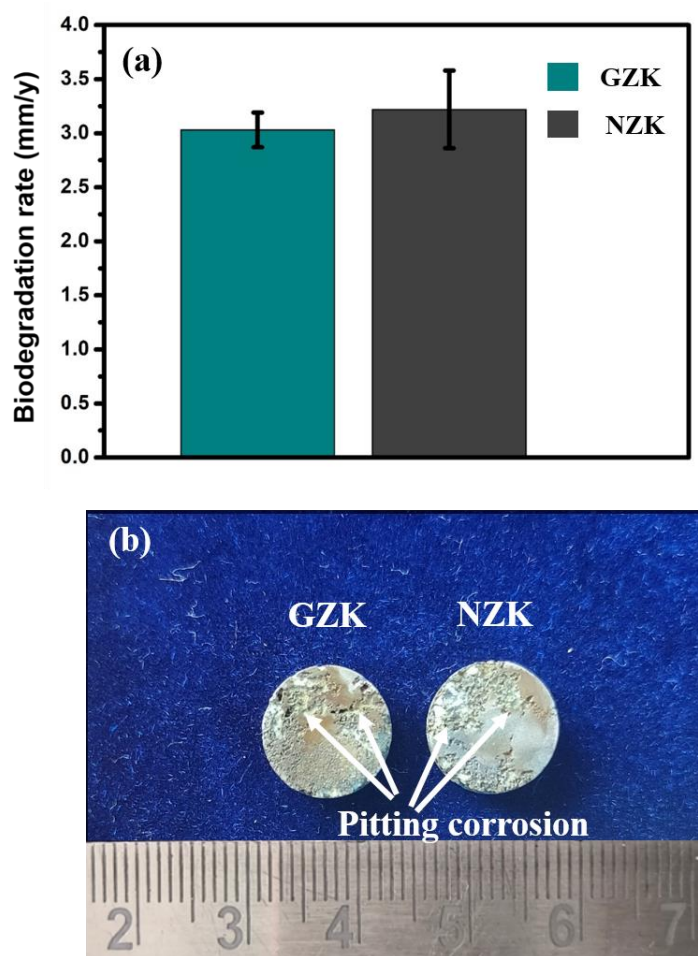 4.0
3.5
3.0
2.5
2.0
1.5
1.0
0.5
0.0
Biodegradation rate (mm/y)
(a)
GZK
NZK
(b)
GZK NZK
Pitting corrosion
2 3 4 5 6 7